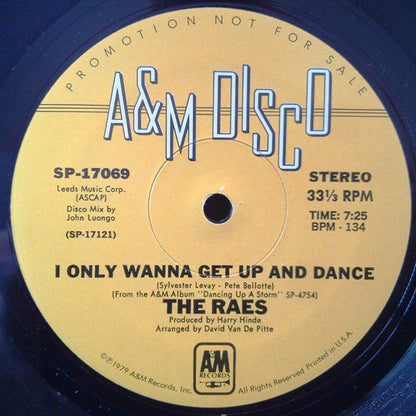 PROMOTION NOT FOR SALE
A&M DISCO
SP-17069
Leeds Music Corp.
(ASCAP)
Disco Mix by
John Luongo
(SP-17121)
STEREO
33⅓ RPM
TIME: 7:25
BPM - 134
I ONLY WANNA GET UP AND DANCE
(Sylvester Levay - Pete Bellotte)
(From the A&M Album "Dancing Up A Storm" SP-4754)
THE RAES
Produced by Harry Hinde
Arranged by David Van De Pitte
A&M
RECORDS
©℗1979 A&M Records, Inc. All Rights Reserved Printed in U.S.A.